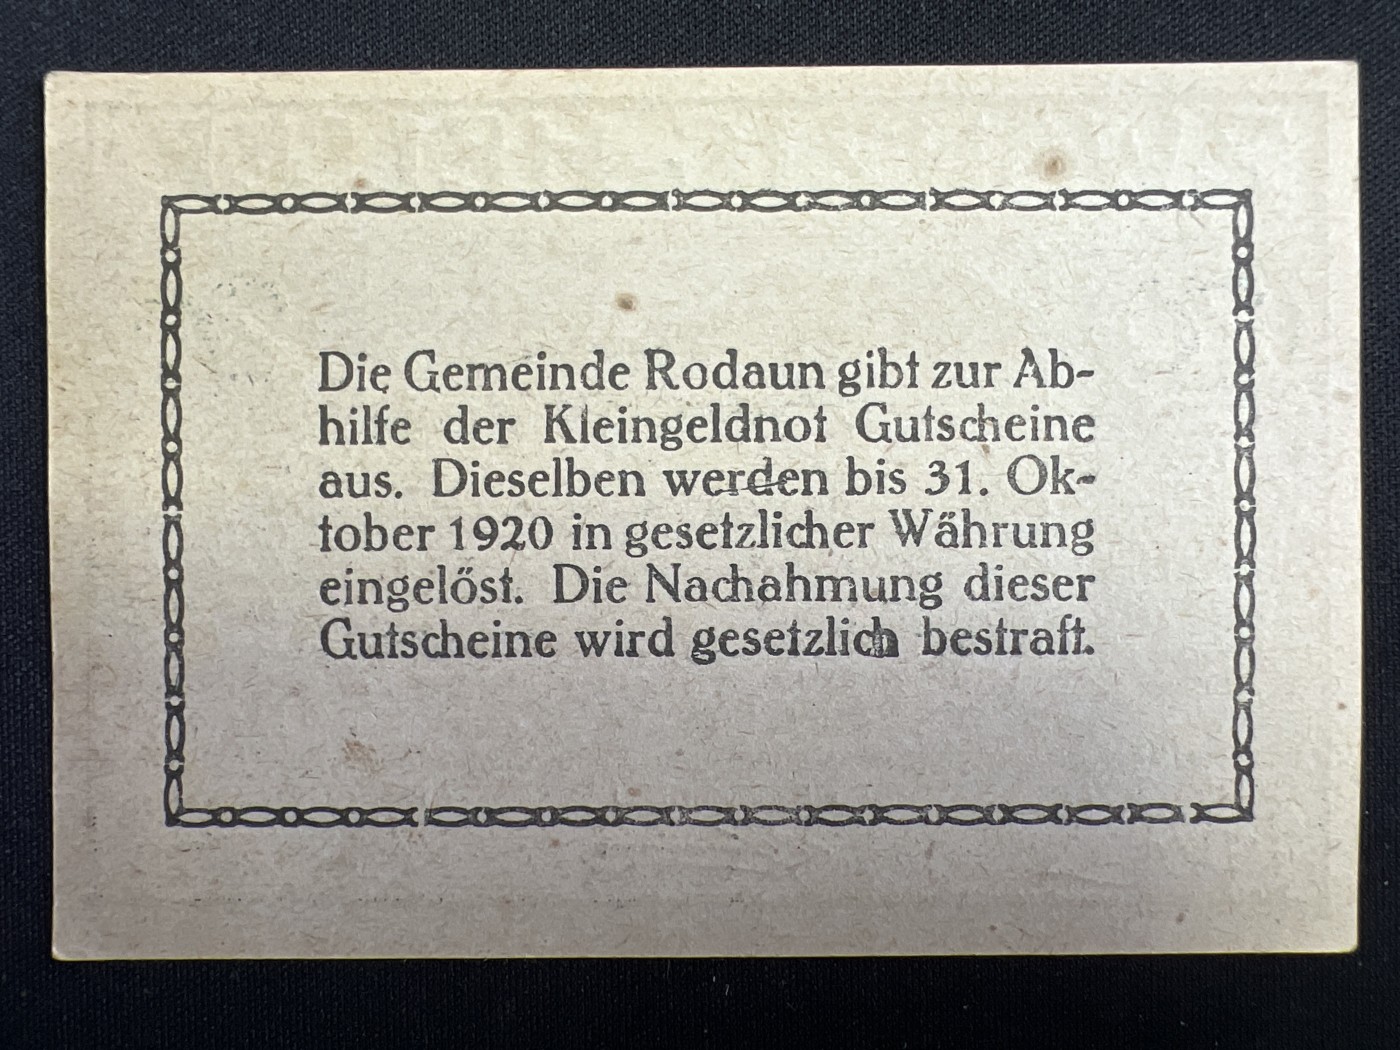 Die Gemeinde Rodaun gibt zur Ab-
hilfe der Kleingeldnot Gutscheine
aus. Dieselben werden bis 31. Ok-
tober 1920 in gesetzlicher Währung
eingelöst. Die Nachahmung dieser
Gutscheine wird gesetzlich bestraft.